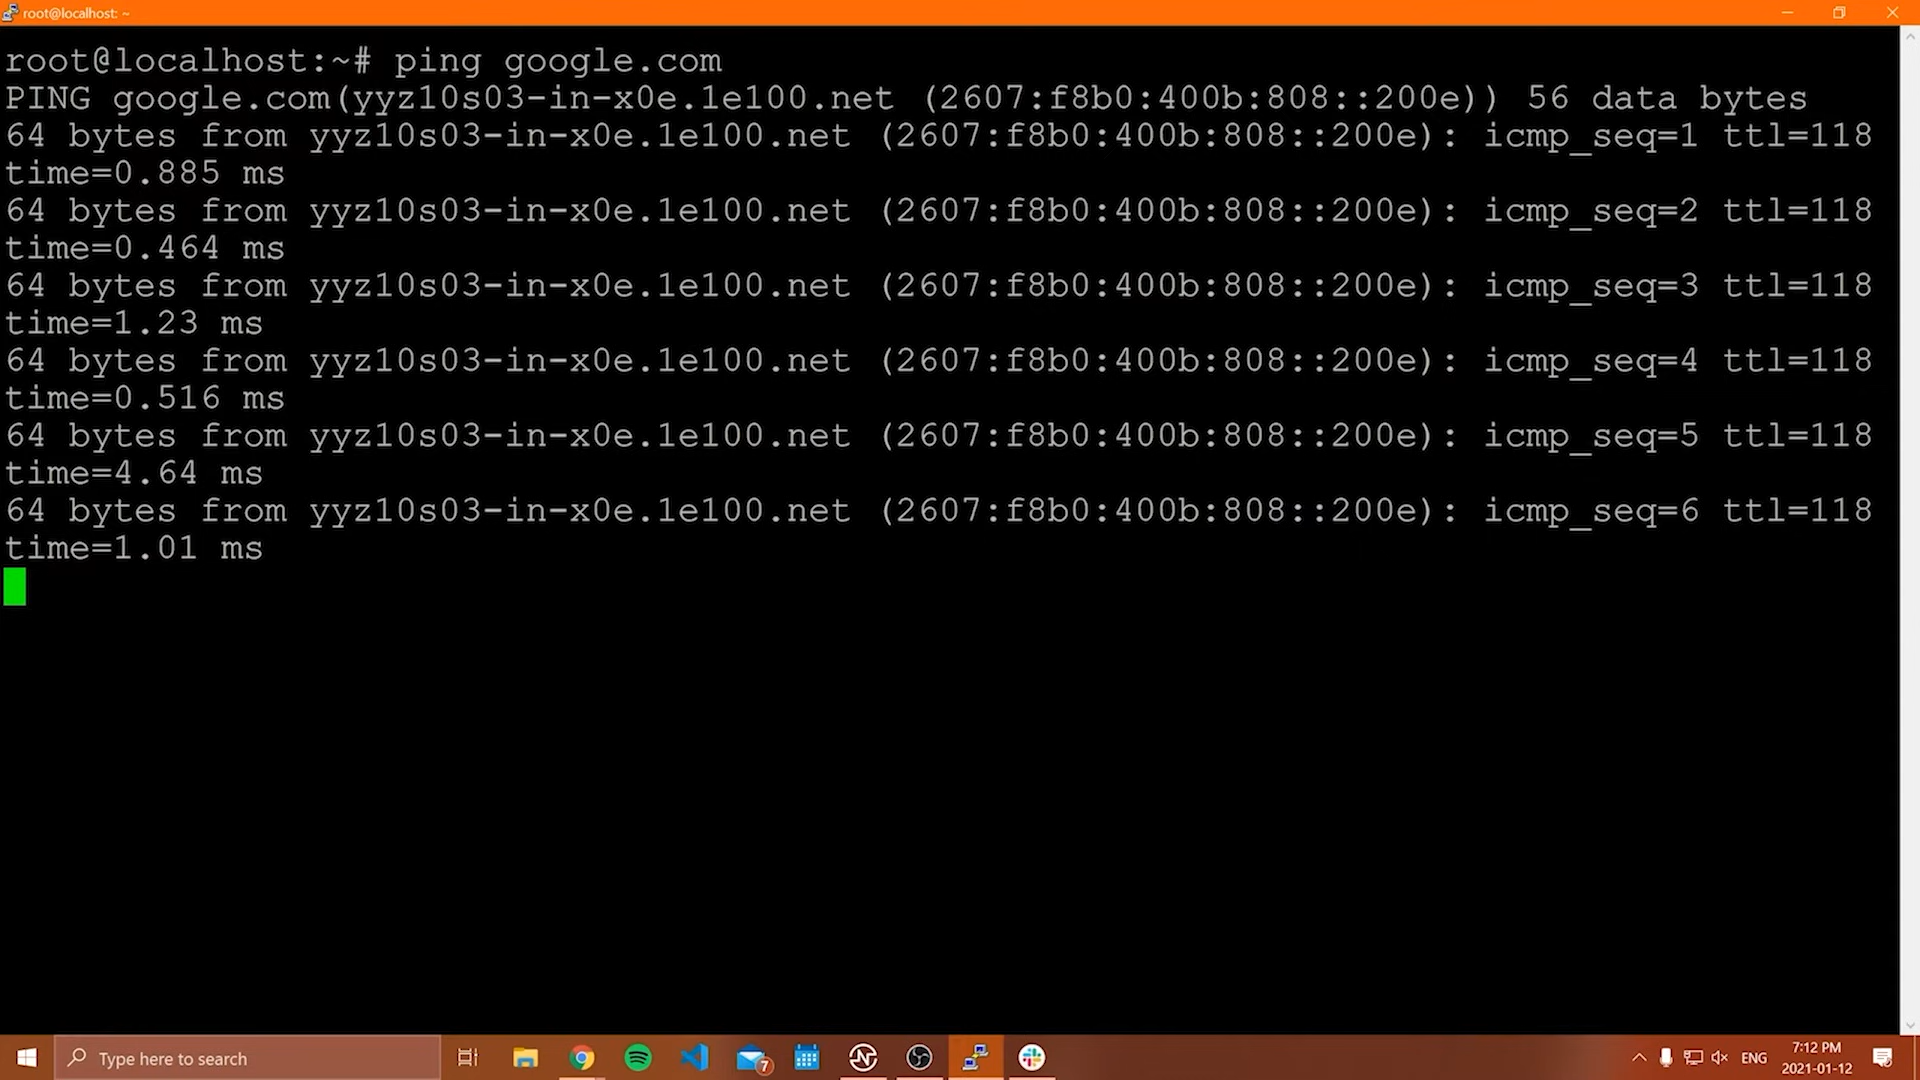 root@localhost: ~
root@localhost:~# ping google.com
PING google.com(yyz10s03-in-x0e.1e100.net (2607:f8b0:400b:808::200e)) 56 data bytes
64 bytes from yyz10s03-in-x0e.1e100.net (2607:f8b0:400b:808::200e): icmp_seq=1 ttl=118
time=0.885 ms
64 bytes from yyz10s03-in-x0e.1e100.net (2607:f8b0:400b:808::200e): icmp_seq=2 ttl=118
time=0.464 ms
64 bytes from yyz10s03-in-x0e.1e100.net (2607:f8b0:400b:808::200e): icmp_seq=3 ttl=118
time=1.23 ms
64 bytes from yyz10s03-in-x0e.1e100.net (2607:f8b0:400b:808::200e): icmp_seq=4 ttl=118
time=0.516 ms
64 bytes from yyz10s03-in-x0e.1e100.net (2607:f8b0:400b:808::200e): icmp_seq=5 ttl=118
time=4.64 ms
64 bytes from yyz10s03-in-x0e.1e100.net (2607:f8b0:400b:808::200e): icmp_seq=6 ttl=118
time=1.01 ms
Type here to search
7
ENG
7:12 PM
2021-01-12